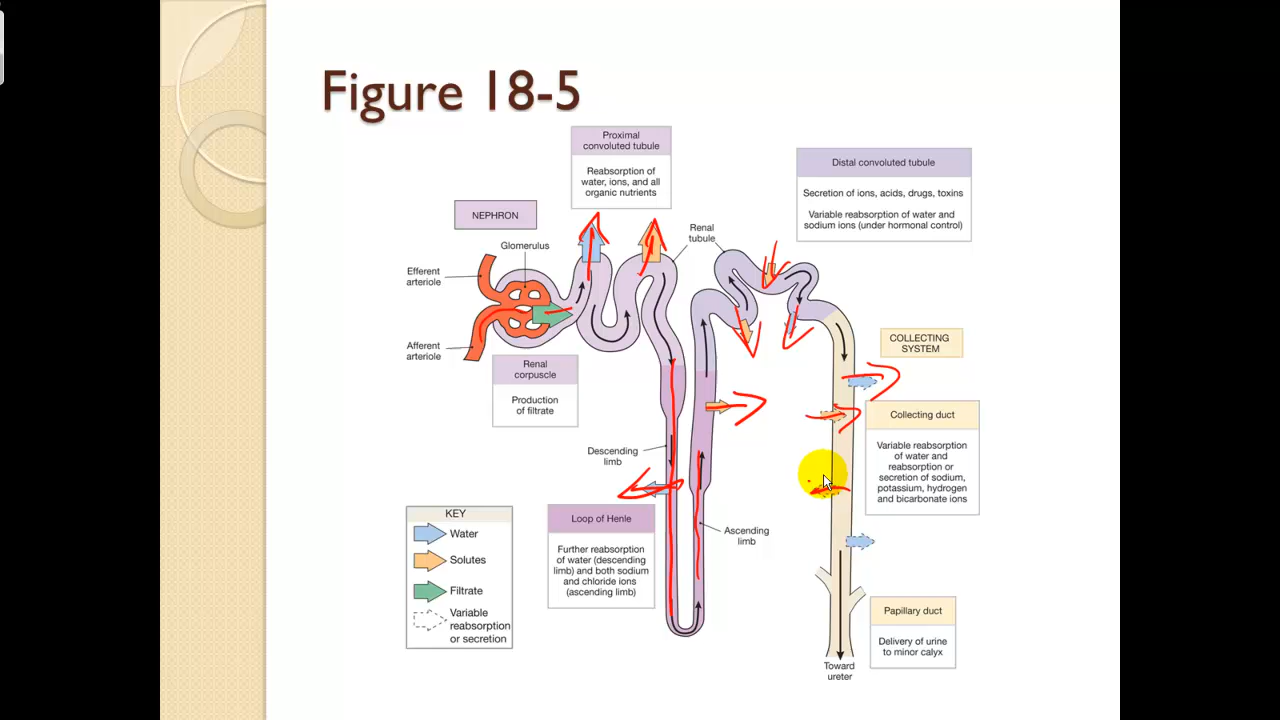 Figure 18-5
Proximal
convoluted tubule
Reabsorption of
water, ions, and all
organic nutrients
Distal convoluted tubule
Secretion of ions, acids, drugs, toxins
Variable reabsorption of water and
sodium ions (under hormonal control)
NEPHRON
Glomerulus
Renal
tubule
Efferent
arteriole
Afferent
arteriole
Renal
corpuscle
Production
of filtrate
COLLECTING
SYSTEM
Collecting duct
Variable reabsorption
of water and
reabsorption or
secretion of sodium,
potassium, hydrogen
and bicarbonate ions
Descending
limb
Loop of Henle
Further reabsorption
of water (descending
limb) and both sodium
and chloride ions
(ascending limb)
Ascending
limb
KEY
Water
Solutes
Filtrate
Variable
reabsorption
or secretion
Papillary duct
Delivery of urine
to minor calyx
Toward
ureter